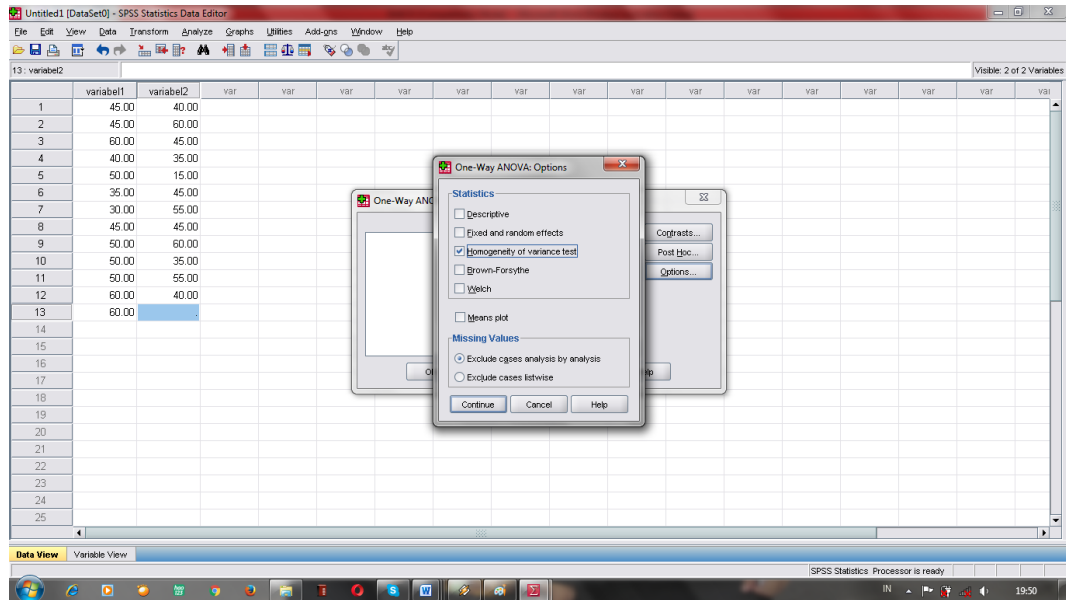 Untitled1 [DataSet0] - SPSS Statistics Data Editor
File Edit View Data Transform Analyze Graphs Utilities Add-ons Window Help
13 : variabel2 Visible: 2 of 2 Variables
variabel1 variabel2 var var var var var var var var var var var var var var
1 45.00 40.00
2 45.00 60.00
3 60.00 45.00
4 40.00 35.00
5 50.00 15.00
6 35.00 45.00
7 30.00 55.00
8 45.00 45.00
9 50.00 60.00
10 50.00 35.00
11 50.00 55.00
12 60.00 40.00
13 60.00 .
14
15
16
17
18
19
20
21
22
23
24
25
One-Way ANO
Contrasts...
Post Hoc...
Options...
One-Way ANOVA: Options
Statistics
Descriptive
Fixed and random effects
Homogeneity of variance test
Brown-Forsythe
Welch
Means plot
Missing Values
Exclude cases analysis by analysis
Exclude cases listwise
Continue Cancel Help
Data View Variable View
SPSS Statistics Processor is ready
IN 19:50